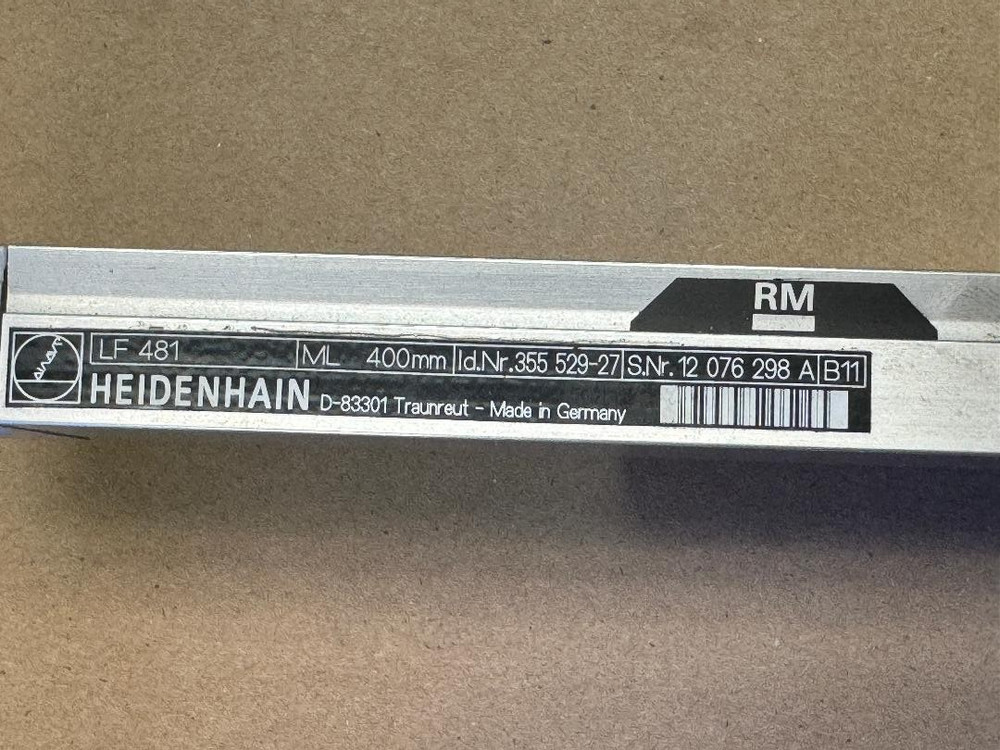 RM
LF 481 ML 400mm Id.Nr.355 529-27 S.Nr. 12 076 298 A B11
HEIDENHAIN D-83301 Traunreut - Made in Germany